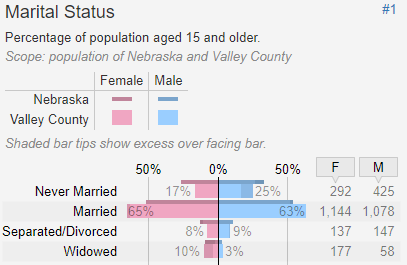 Marital Status #1
Percentage of population aged 15 and older.
Scope: population of Nebraska and Valley County
Female Male
Nebraska
Valley County
Shaded bar tips show excess over facing bar.
50% 0% 50% F M
Never Married 17% 25% 292 425
Married 65% 63% 1,144 1,078
Separated/Divorced 8% 9% 137 147
Widowed 10% 3% 177 58